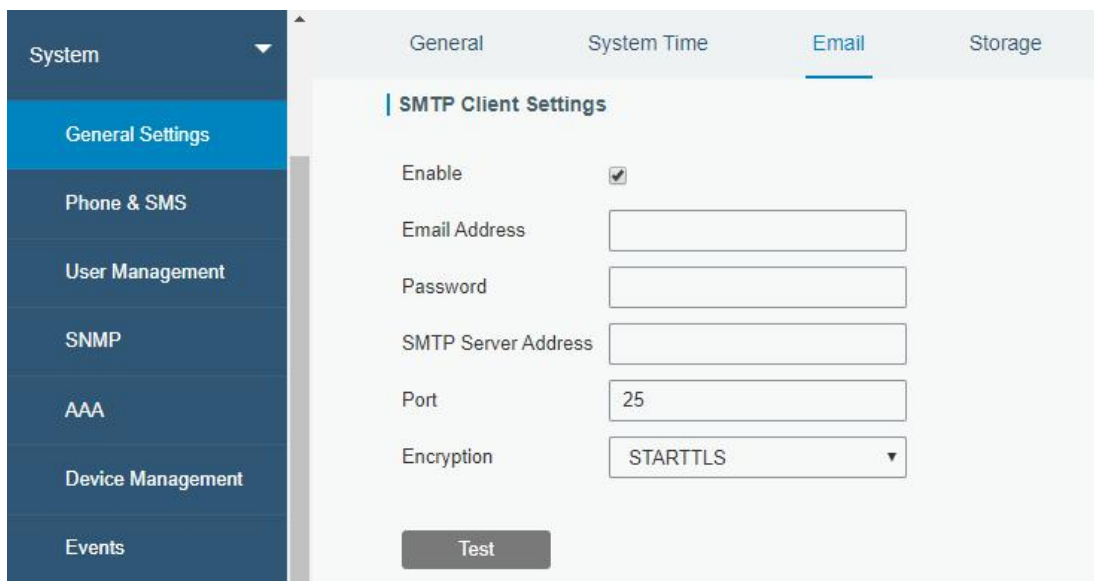 System
General Settings
Phone & SMS
User Management
SNMP
AAA
Device Management
Events
General System Time Email Storage
SMTP Client Settings
Enable
Email Address
Password
SMTP Server Address
Port 25
Encryption STARTTLS
Test